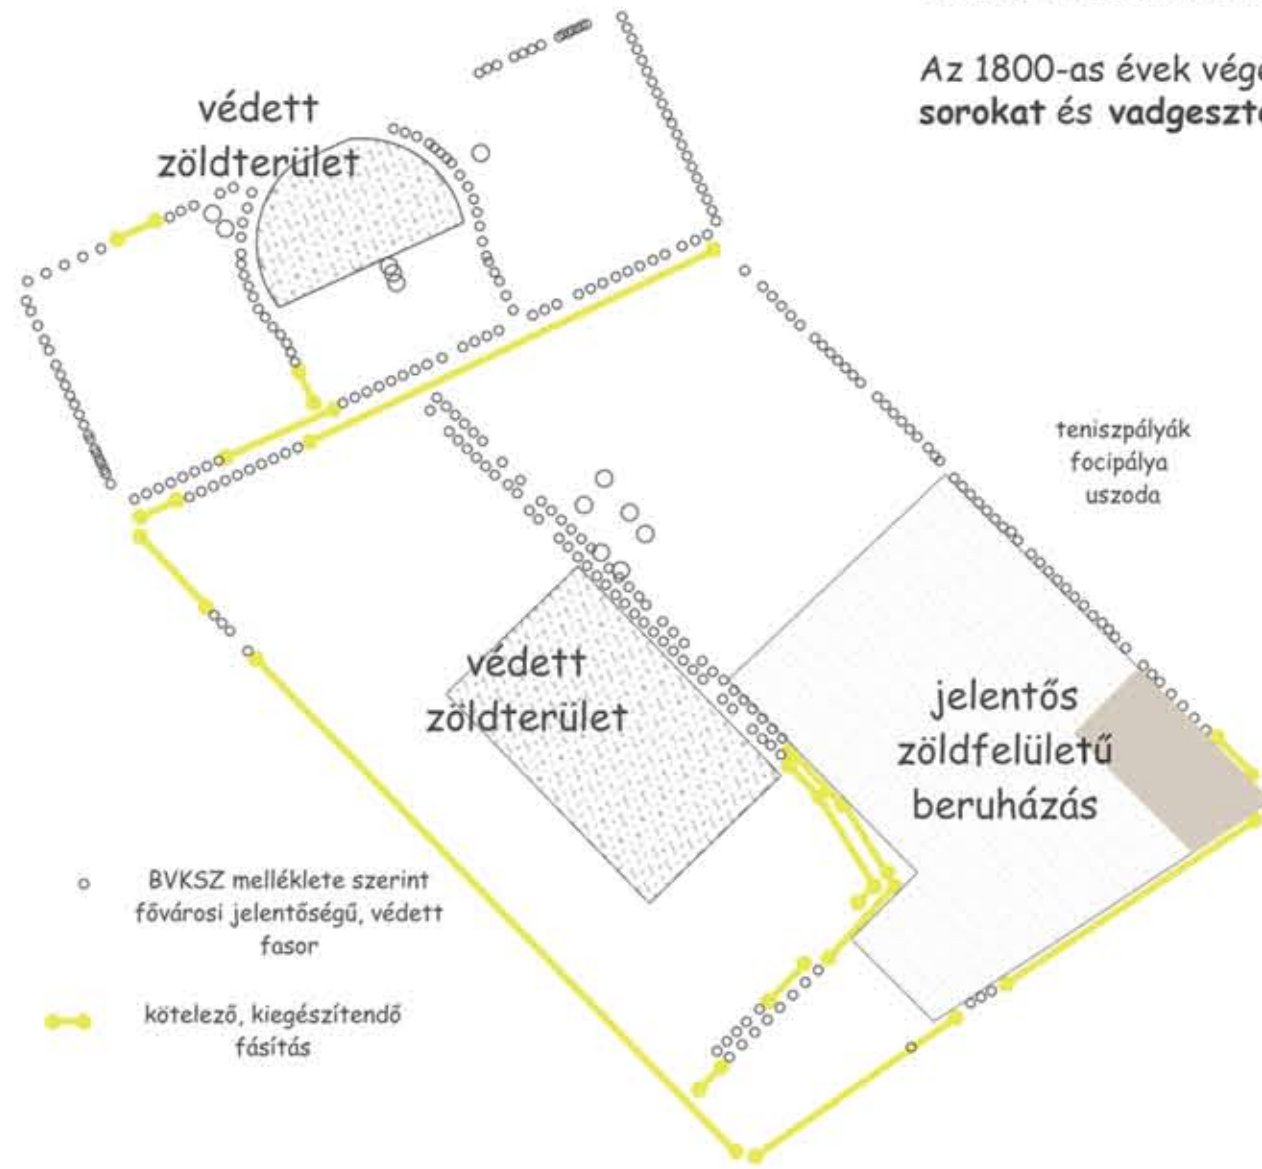 Az 1800-as évek vége
sorokat és vadgeszt
védett
zöldterület
teniszpályák
focipálya
uszoda
védett
zöldterület
jelentős
zöldfelületű
beruházás
BVKSZ melléklete szerint
fővárosi jelentőségű, védett
fasor
kötelező, kiegészítendő
fásítás